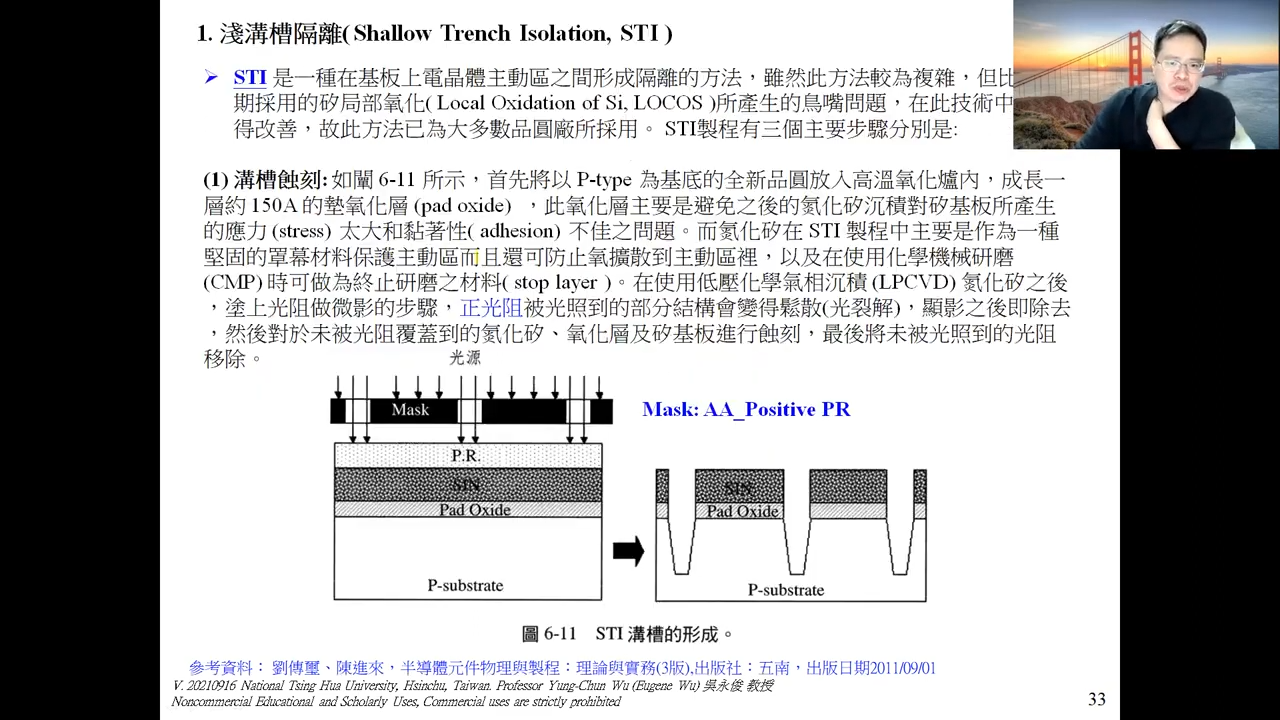 1. 淺溝槽隔離( Shallow Trench Isolation, STI )
➢ STI 是一種在基板上電晶體主動區之間形成隔離的方法，雖然此方法較為複雜，但比
期採用的矽局部氧化( Local Oxidation of Si, LOCOS )所產生的鳥嘴問題，在此技術中
得改善，故此方法已為大多數晶圓廠所採用。 STI製程有三個主要步驟分別是:
(1) 溝槽蝕刻: 如闈 6-11 所示，首先將以 P-type 為基底的全新晶圓放入高溫氧化爐內，成長一
層約 150A 的墊氧化層 (pad oxide) ，此氧化層主要是避免之後的氮化矽沉積對矽基板所產生
的應力 (stress) 太大和黏著性( adhesion) 不佳之問題。而氮化矽在 STI 製程中主要是作為一種
堅固的罩幕材料保護主動區而且還可防止氧擴散到主動區裡，以及在使用化學機械研磨
(CMP) 時可做為終止研磨之材料( stop layer )。在使用低壓化學氣相沉積 (LPCVD) 氮化矽之後
，塗上光阻做微影的步驟，正光阻被光照到的部分結構會變得鬆散(光裂解)，顯影之後即除去
，然後對於未被光阻覆蓋到的氮化矽、氧化層及矽基板進行蝕刻，最後將未被光照到的光阻
移除。
光源
Mask
Mask: AA_Positive PR
P.R.
SIN
Pad Oxide
P-substrate
SIN
Pad Oxide
P-substrate
圖 6-11 STI 溝槽的形成。
參考資料： 劉傳璽、陳進來，半導體元件物理與製程：理論與實務(3版),出版社：五南，出版日期2011/09/01
V. 20210916 National Tsing Hua University, Hsinchu, Taiwan. Professor Yung-Chun Wu (Eugene Wu) 吳永俊 教授
Noncommercial Educational and Scholarly Uses, Commercial uses are strictly prohibited
33